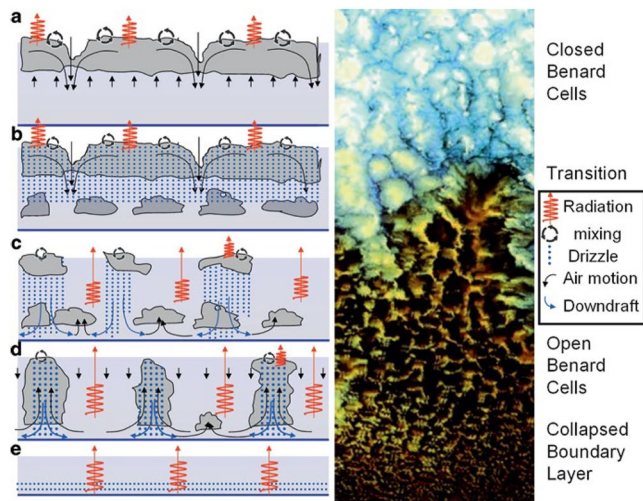 a
b
c
d
e
Closed
Benard
Cells
Transition
Radiation
mixing
Drizzle
Air motion
Downdraft
Open
Benard
Cells
Collapsed
Boundary
Layer